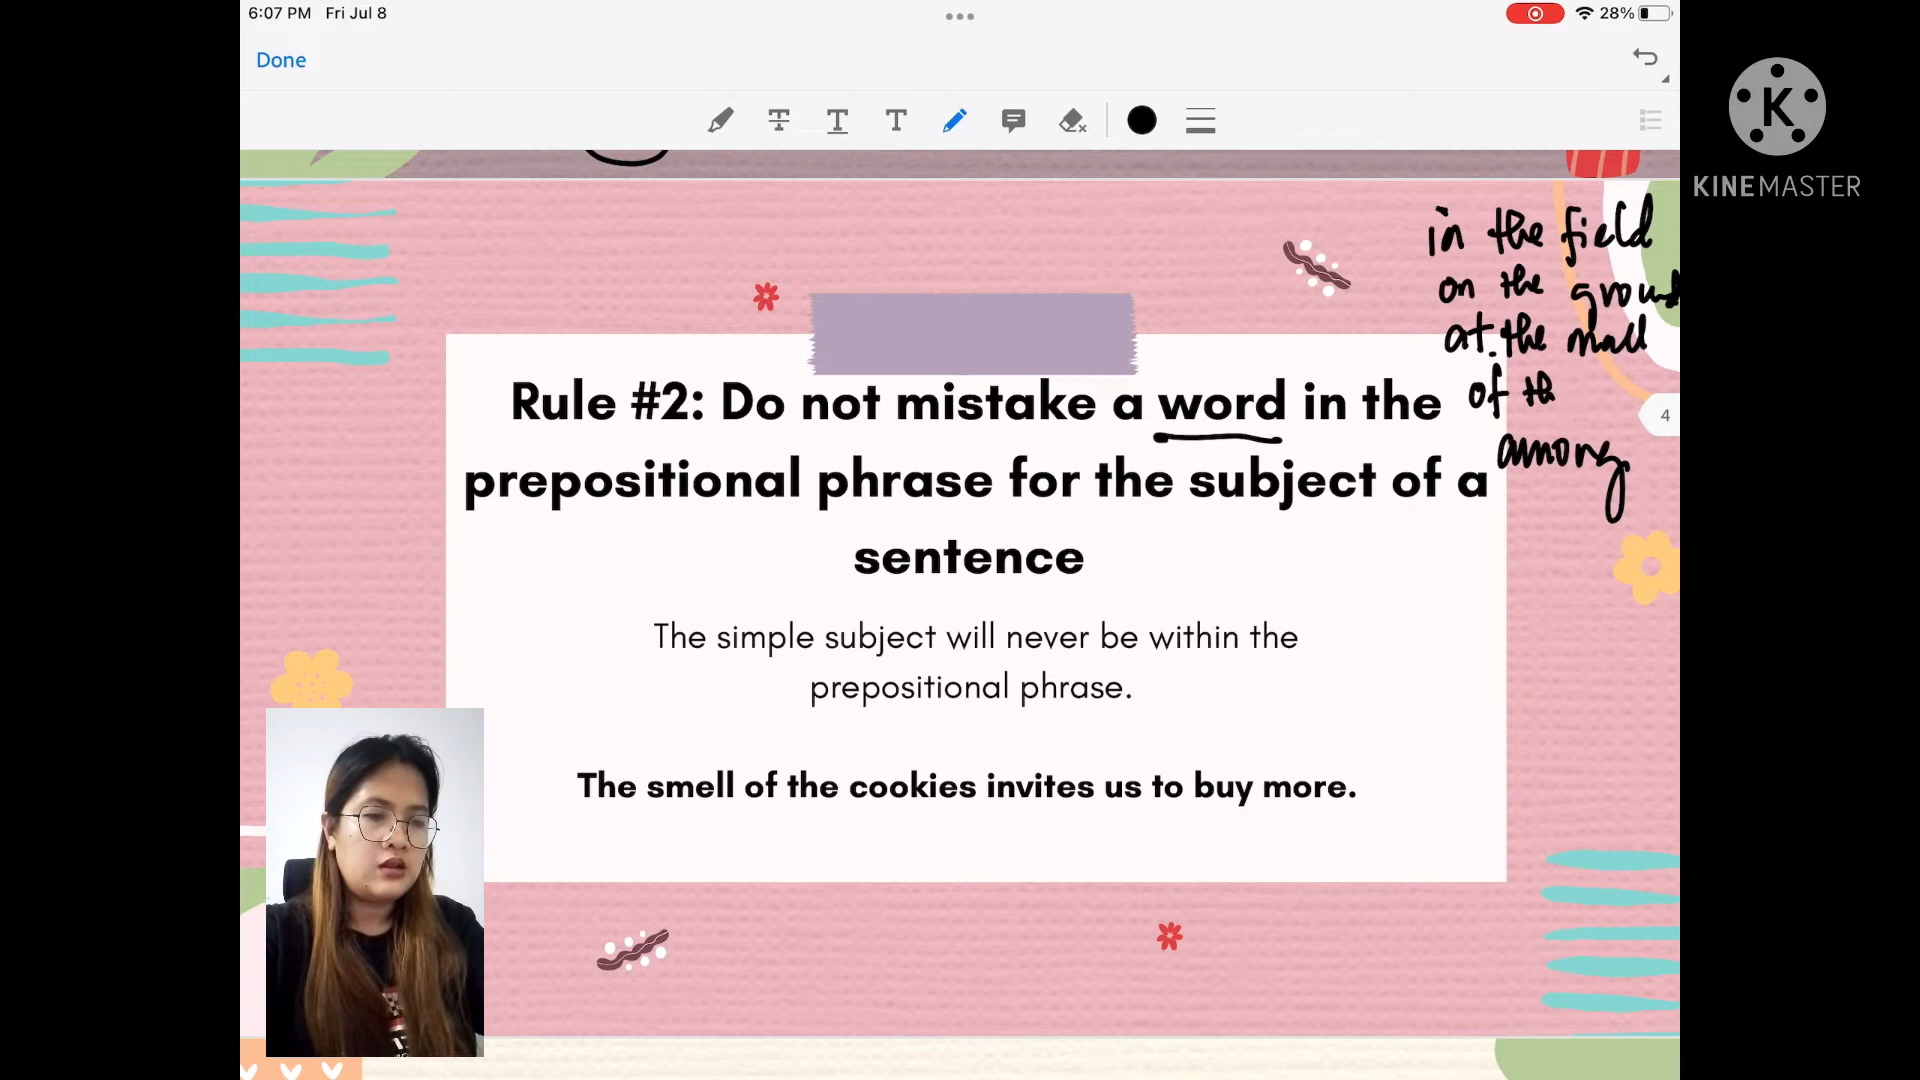 6:07 PM Fri Jul 8
28%
Done
KINEMASTER
in the field
on the ground
at the mall
of th
among
4
Rule #2: Do not mistake a word in the
prepositional phrase for the subject of a
sentence
The simple subject will never be within the
prepositional phrase.
The smell of the cookies invites us to buy more.